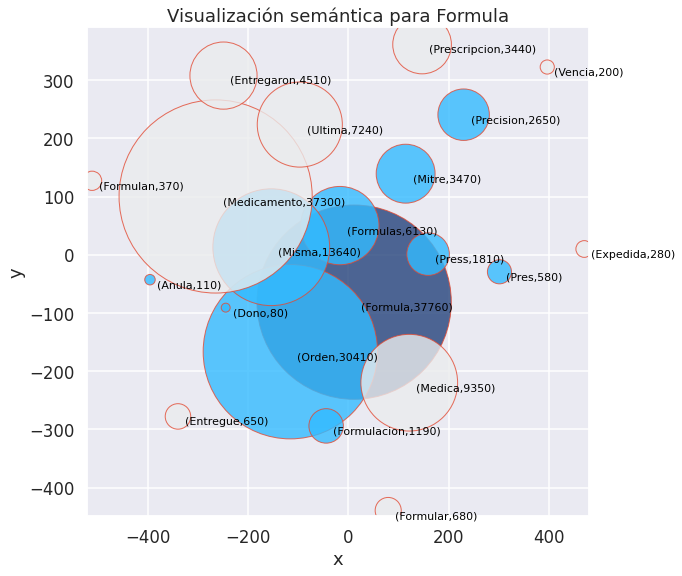 Visualización semántica para Formula
(Prescripcion,3440)
(Vencia,200)
(Entregaron,4510)
(Precision,2650)
(Ultima,7240)
(Mitre,3470)
(Formulan,370)
(Medicamento,37300)
(Formulas,6130)
(Misma,13640)
(Press,1810)
(Expedida,280)
(Pres,580)
(Anula,110)
(Formula,37760)
(Dono,80)
(Orden,30410)
(Medica,9350)
(Entregue,650)
(Formulacion,1190)
(Formular,680)
y
300
200
100
0
−100
−200
−300
−400
−400
−200
0
200
400
x